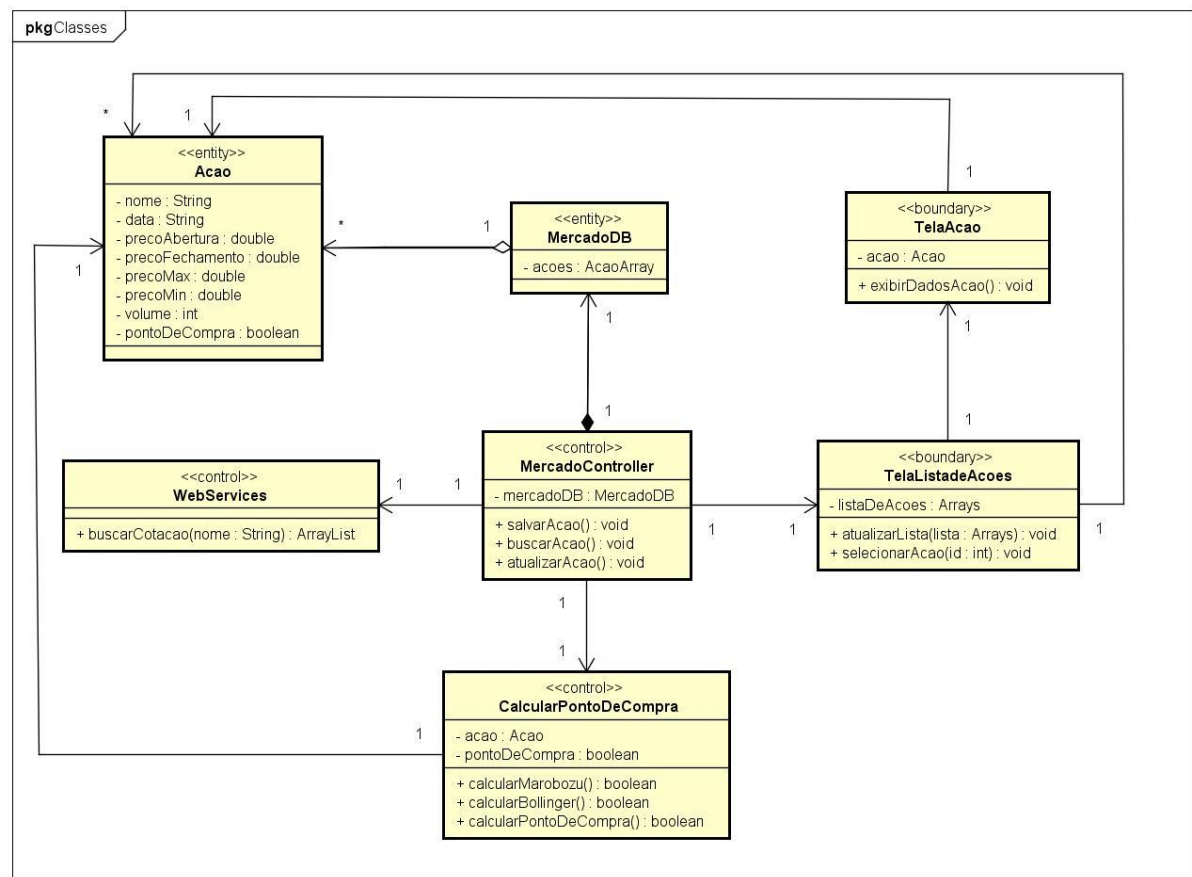 pkgClasses
*
1
<<entity>>
Acao
- nome : String
- data : String
- precoAbertura : double
- precoFechamento : double
- precoMax : double
- precoMin : double
- volume : int
- pontoDeCompra : boolean
1
*
1
<<entity>>
MercadoDB
- acoes : AcaoArray
1
<<boundary>>
TelaAcao
- acao : Acao
+ exibirDadosAcao() : void
1
1
1
1
<<control>>
WebServices
+ buscarCotacao(nome : String) : ArrayList
1
1
<<control>>
MercadoController
- mercadoDB : MercadoDB
+ salvarAcao() : void
+ buscarAcao() : void
+ atualizarAcao() : void
1
1
<<boundary>>
TelaListadeAcoes
- listaDeAcoes : Arrays
+ atualizarLista(lista : Arrays) : void
+ selecionarAcao(id : int) : void
1
1
1
1
<<control>>
CalcularPontoDeCompra
- acao : Acao
- pontoDeCompra : boolean
+ calcularMarobozu() : boolean
+ calcularBollinger() : boolean
+ calcularPontoDeCompra() : boolean